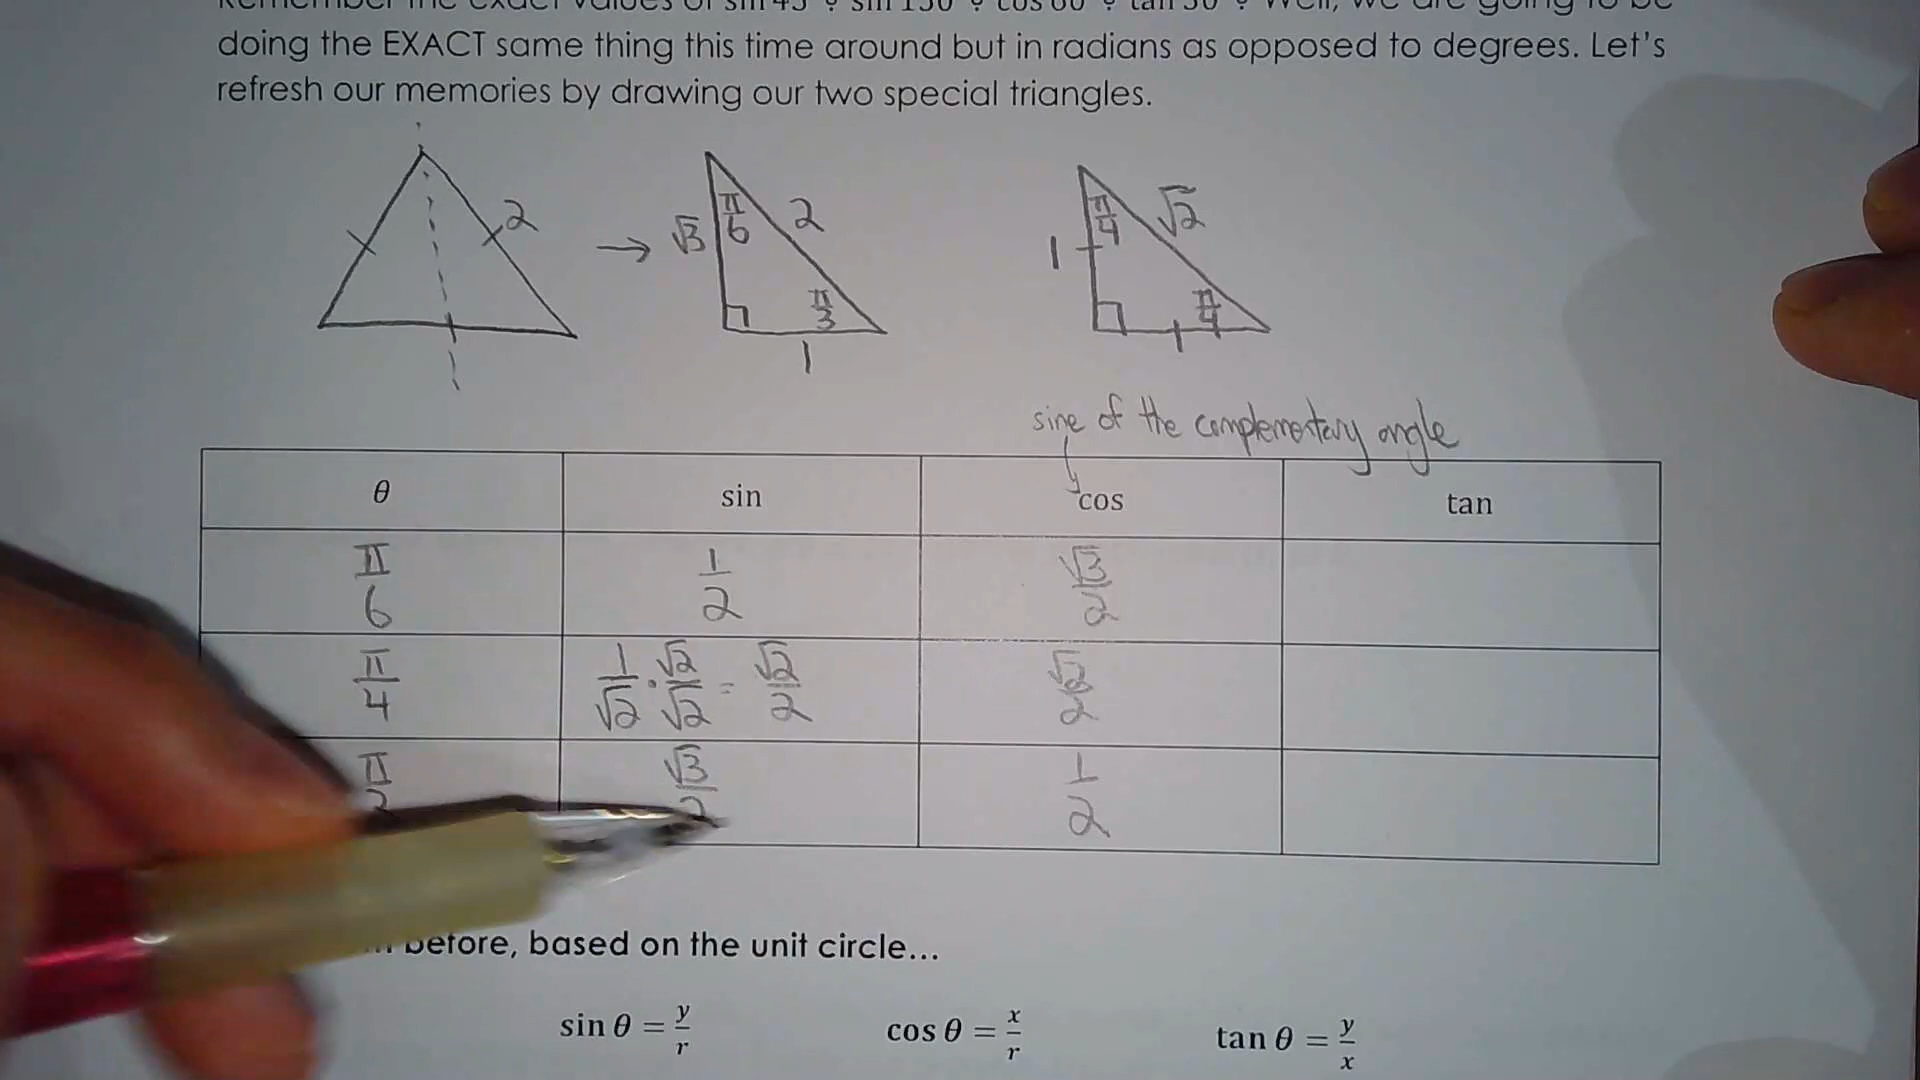 doing the EXACT same thing this time around but in radians as opposed to degrees. Let's
refresh our memories by drawing our two special triangles.
2
√3 π/6 2
π/3
1
1 π/4 √2
π/4
1
sine of the complementary angle
θ sin cos tan
π/6 1/2 √3/2
π/4 1/√2 · √2/√2 = √2/2 √2/2
π √3/2 1/2
before, based on the unit circle…
sin θ = y/r cos θ = x/r tan θ = y/x